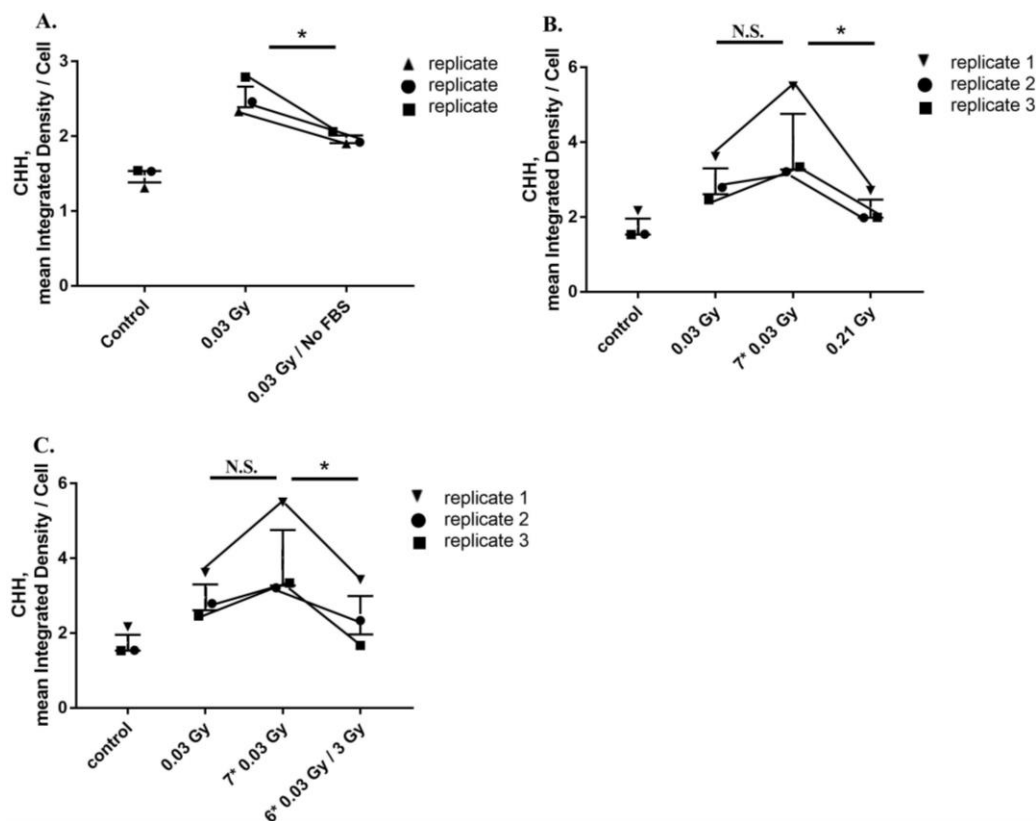 A.
*
3
2
1
0
CHH,
mean Integrated Density / Cell
Control
0.03 Gy
0.03 Gy / No FBS
replicate
replicate
replicate
B.
N.S.
*
6
4
2
0
CHH,
mean Integrated Density / Cell
control
0.03 Gy
7* 0.03 Gy
0.21 Gy
replicate 1
replicate 2
replicate 3
C.
N.S.
*
6
4
2
0
CHH,
mean Integrated Density / Cell
control
0.03 Gy
7* 0.03 Gy
6* 0.03 Gy / 3 Gy
replicate 1
replicate 2
replicate 3